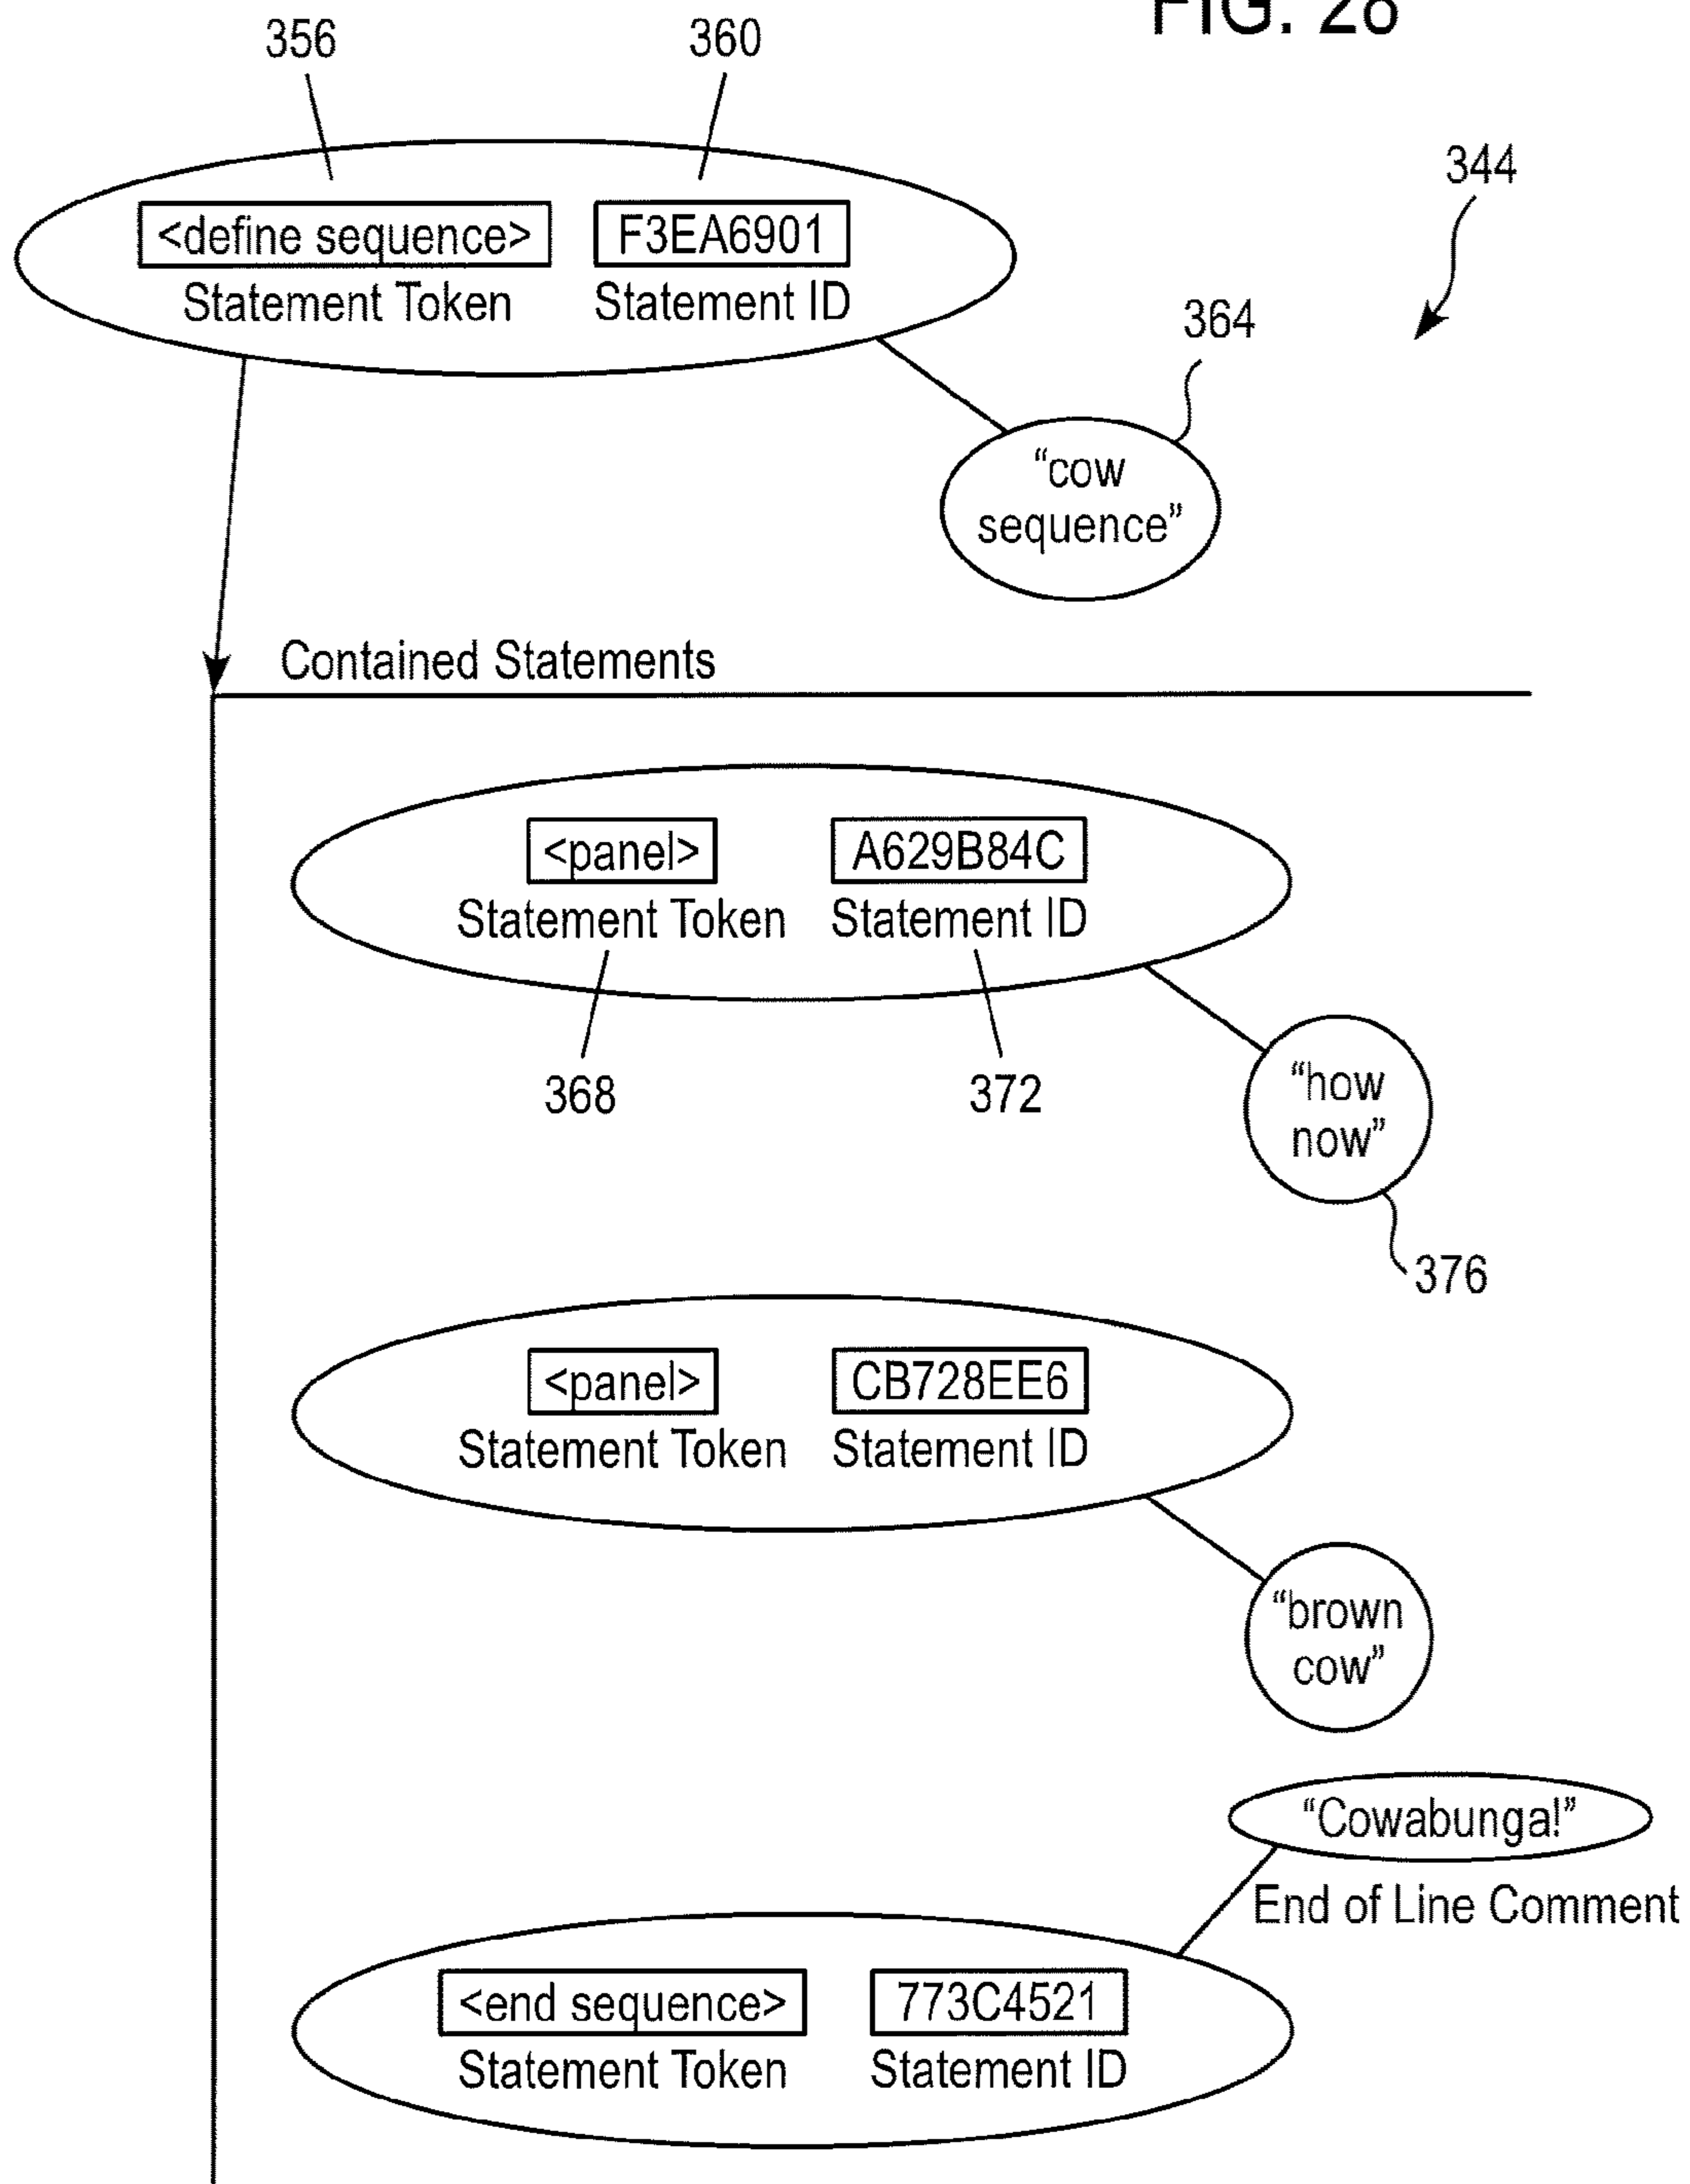 FIG. 28
356
360
344
<define sequence>
F3EA6901
Statement Token
Statement ID
364
“cow
sequence”
Contained Statements
<panel>
A629B84C
Statement Token
Statement ID
368
372
“how
now”
376
<panel>
CB728EE6
Statement Token
Statement ID
“brown
cow”
“Cowabunga!”
End of Line Comment
<end sequence>
773C4521
Statement Token
Statement ID